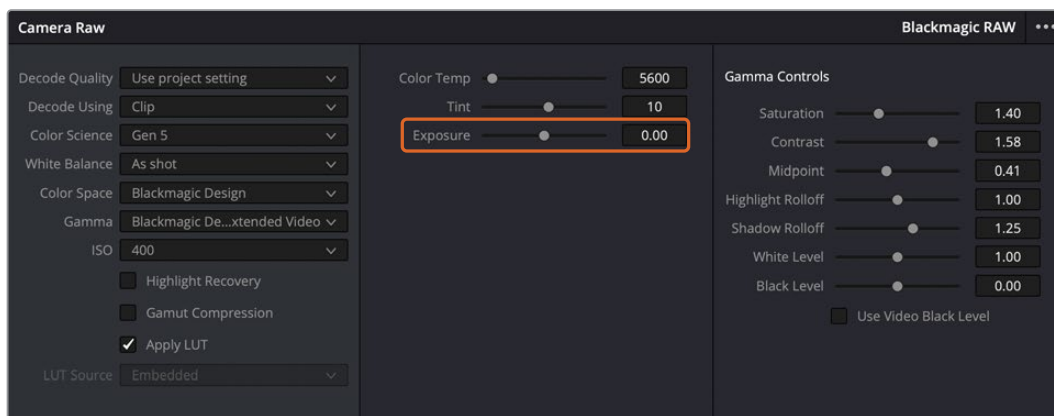 Camera Raw
Blackmagic RAW
Decode Quality Use project setting
Decode Using Clip
Color Science Gen 5
White Balance As shot
Color Space Blackmagic Design
Gamma Blackmagic De...xtended Video
ISO 400
Highlight Recovery
Gamut Compression
Apply LUT
LUT Source Embedded
Color Temp 5600
Tint 10
Exposure 0.00
Gamma Controls
Saturation 1.40
Contrast 1.58
Midpoint 0.41
Highlight Rolloff 1.00
Shadow Rolloff 1.25
White Level 1.00
Black Level 0.00
Use Video Black Level